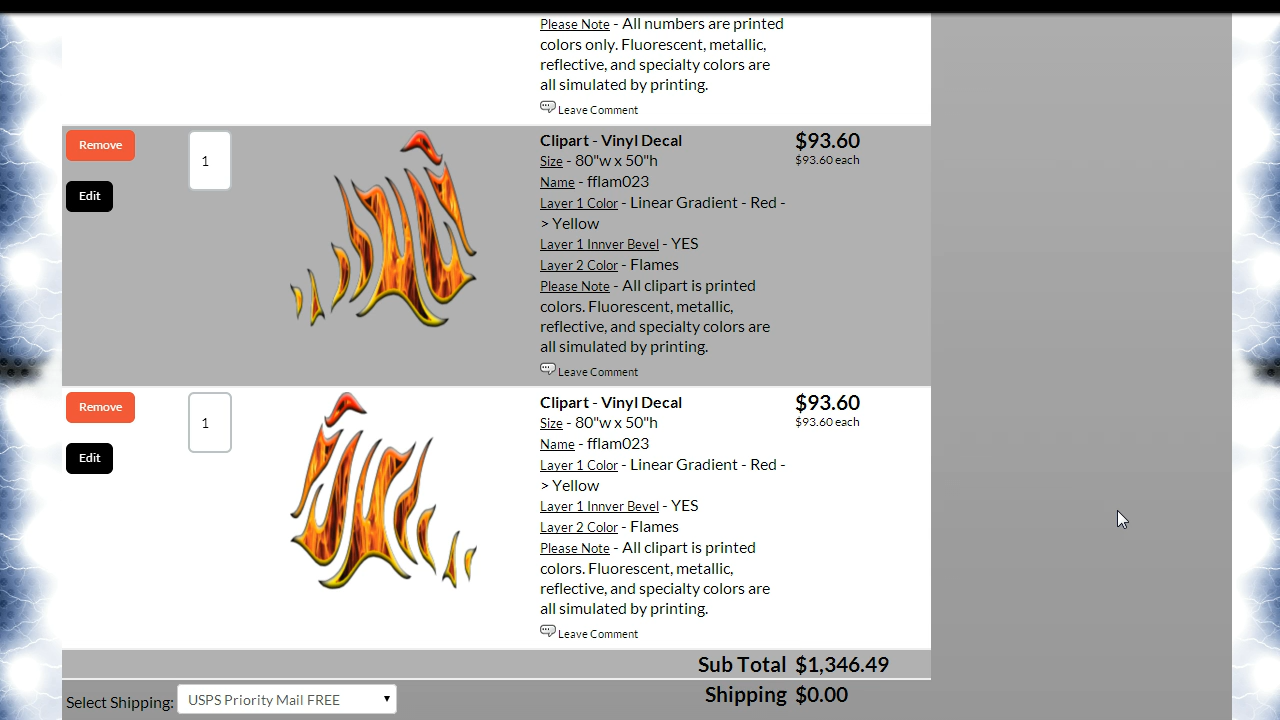 Please Note - All numbers are printed
colors only. Fluorescent, metallic,
reflective, and specialty colors are
all simulated by printing.
Leave Comment
Remove
1
Clipart - Vinyl Decal
$93.60
Size - 80"w x 50"h
$93.60 each
Edit
Name - fflam023
Layer 1 Color - Linear Gradient - Red -
> Yellow
Layer 1 Innver Bevel - YES
Layer 2 Color - Flames
Please Note - All clipart is printed
colors. Fluorescent, metallic,
reflective, and specialty colors are
all simulated by printing.
Leave Comment
Remove
1
Clipart - Vinyl Decal
$93.60
Size - 80"w x 50"h
$93.60 each
Edit
Name - fflam023
Layer 1 Color - Linear Gradient - Red -
> Yellow
Layer 1 Innver Bevel - YES
Layer 2 Color - Flames
Please Note - All clipart is printed
colors. Fluorescent, metallic,
reflective, and specialty colors are
all simulated by printing.
Leave Comment
Sub Total $1,346.49
Select Shipping: USPS Priority Mail FREE
Shipping $0.00